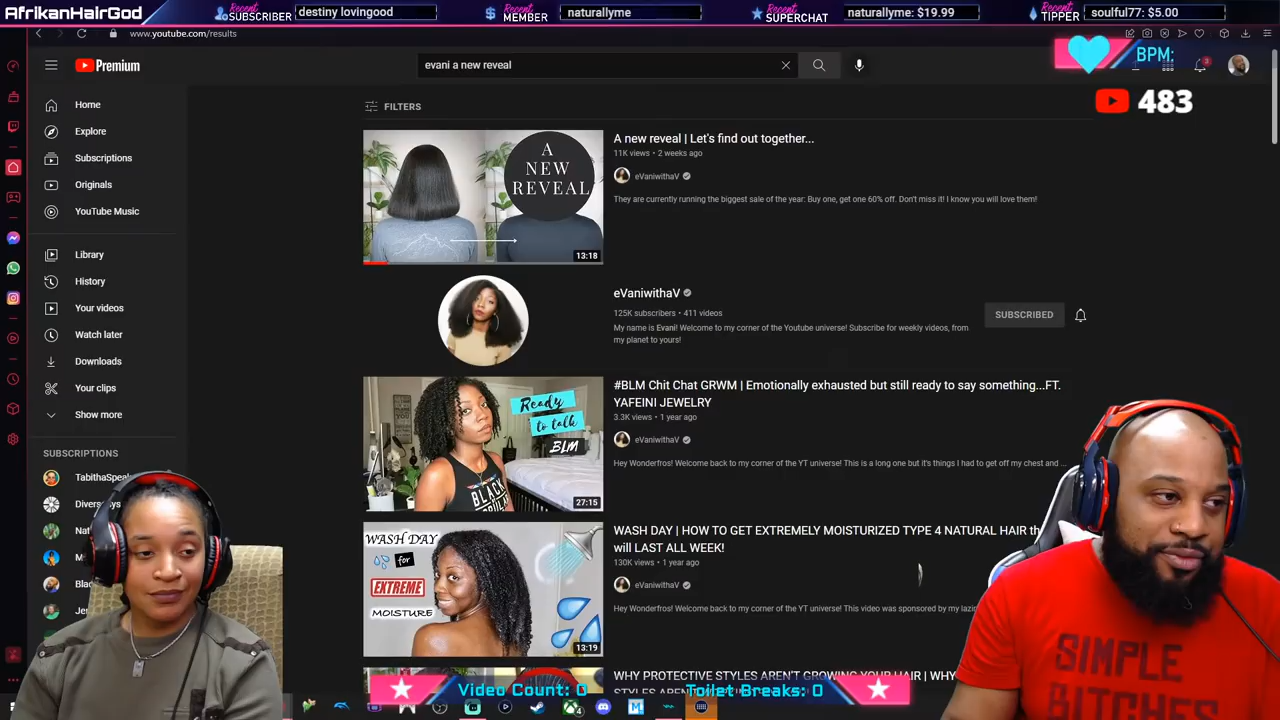 AfrikanHairGod
Recent SUBSCRIBER destiny lovingood
Recent MEMBER naturallyme
Recent SUPERCHAT naturallyme: $19.99
Recent TIPPER soulful77: $5.00
www.youtube.com/results
Premium
evani a new reveal
BPM:
3
483
Home
Explore
Subscriptions
Originals
YouTube Music
Library
History
Your videos
Watch later
Downloads
Your clips
Show more
SUBSCRIPTIONS
TabithaSpeak
FILTERS
A
NEW
REVEAL
13:18
A new reveal | Let's find out together...
11K views • 2 weeks ago
eVaniwithaV
They are currently running the biggest sale of the year: Buy one, get one 60% off. Don't miss it! I know you will love them!
eVaniwithaV
125K subscribers • 411 videos
My name is Evani! Welcome to my corner of the Youtube universe! Subscribe for weekly videos, from
my planet to yours!
SUBSCRIBED
Ready
to talk
BLM
BLACK
27:15
#BLM Chit Chat GRWM | Emotionally exhausted but still ready to say something...FT.
YAFEINI JEWELRY
3.3K views • 1 year ago
eVaniwithaV
Hey Wonderfros! Welcome back to my corner of the YT universe! This is a long one but it's things I had to get off my chest and ...
WASH DAY
for
EXTREME
MOISTURE
13:19
WASH DAY | HOW TO GET EXTREMELY MOISTURIZED TYPE 4 NATURAL HAIR th
will LAST ALL WEEK!
130K views • 1 year ago
eVaniwithaV
Hey Wonderfros! Welcome back to my corner of the YT universe! This video was sponsored by my lazin
WHY PROTECTIVE STYLES AREN'T GROWING YOUR HAIR | WHY
Video Count: 0
Toilet Breaks: 0
SIMPLE
BITCHES